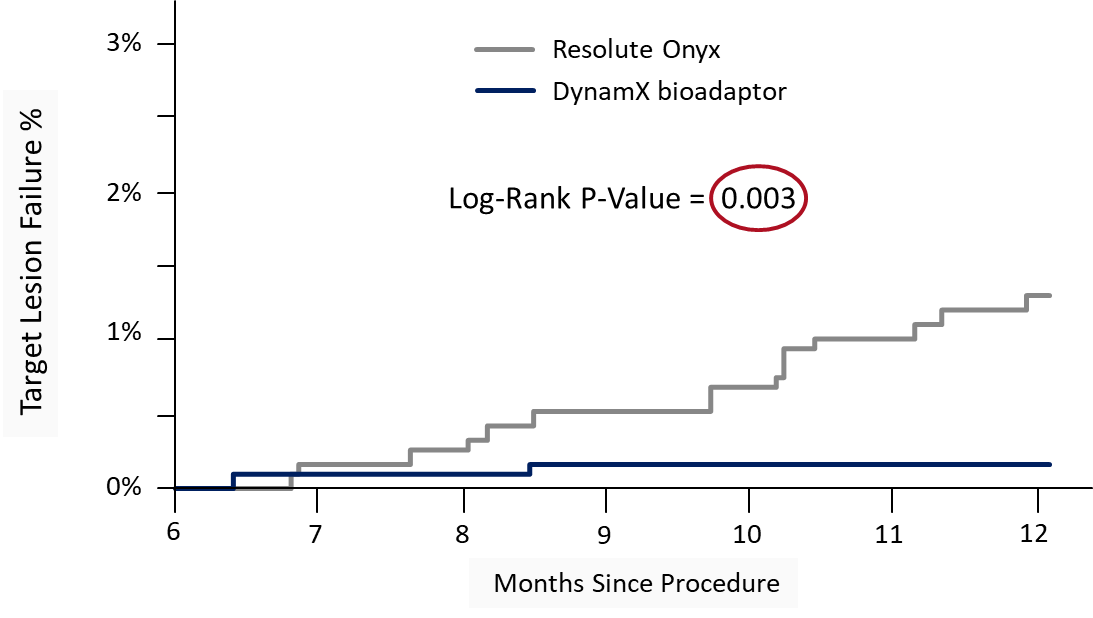 3%
2%
1%
0%
Target Lesion Failure %
Resolute Onyx
DynamX bioadaptor
Log-Rank P-Value = 0.003
6 7 8 9 10 11 12
Months Since Procedure